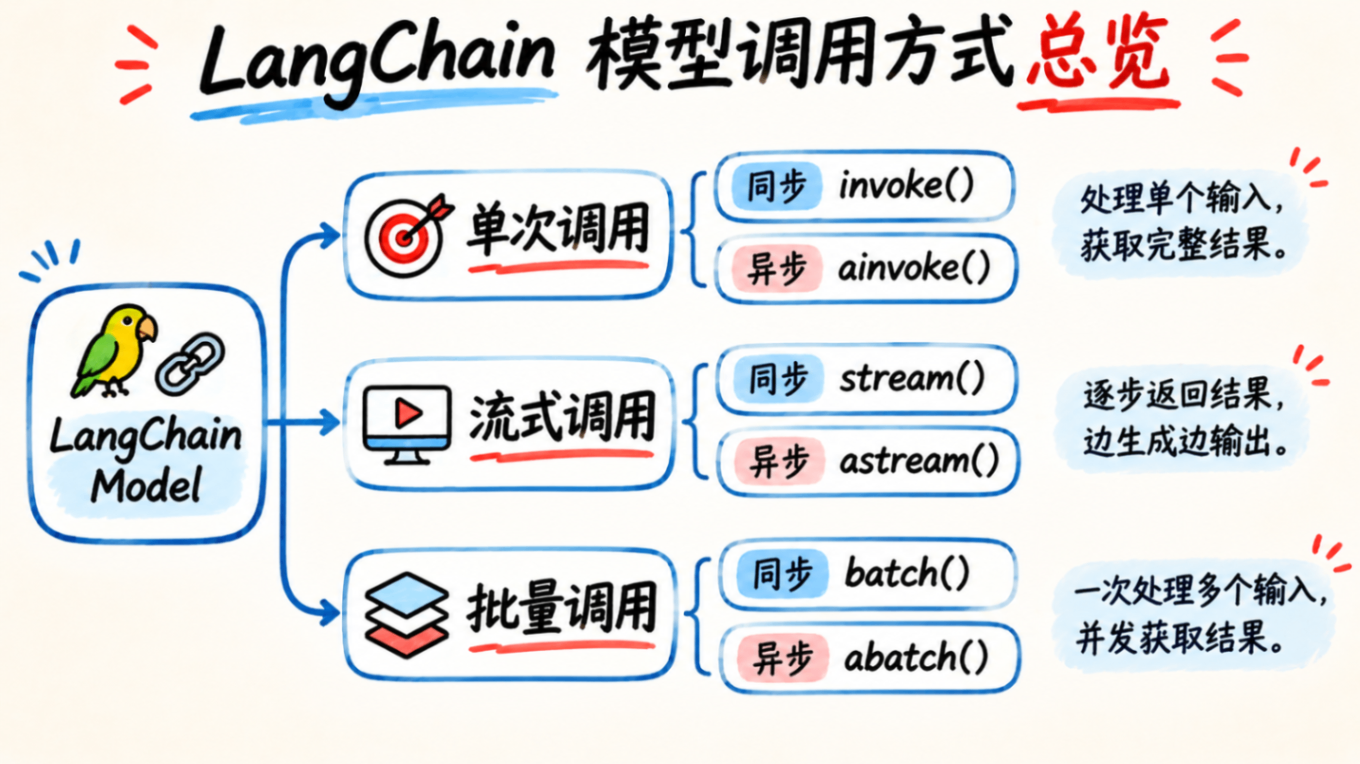 LangChain 模型调用方式总览
LangChain
Model
单次调用
同步 invoke()
异步 ainvoke()
处理单个输入,
获取完整结果。
流式调用
同步 stream()
异步 astream()
逐步返回结果,
边生成边输出。
批量调用
同步 batch()
异步 abatch()
一次处理多个输入,
并发获取结果。